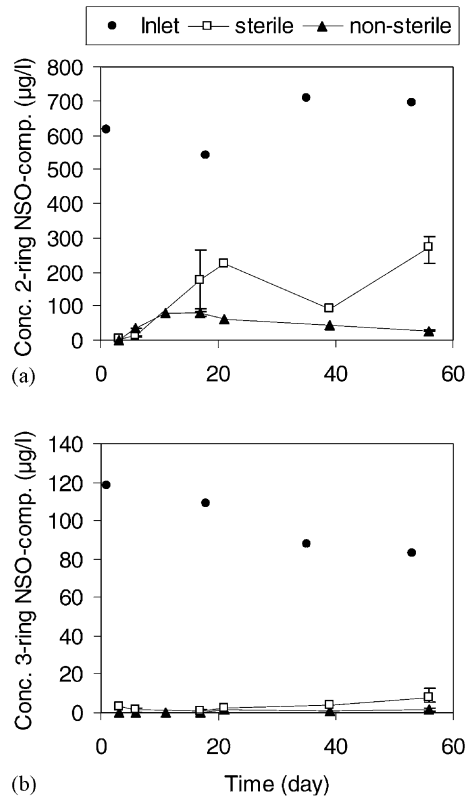 Inlet sterile non-sterile
Conc. 2-ring NSO-comp. (µg/l)
800
700
600
500
400
300
200
100
0
0 20 40 60
(a)
Conc. 3-ring NSO-comp. (µg/l)
140
120
100
80
60
40
20
0
0 20 40 60
(b) Time (day)